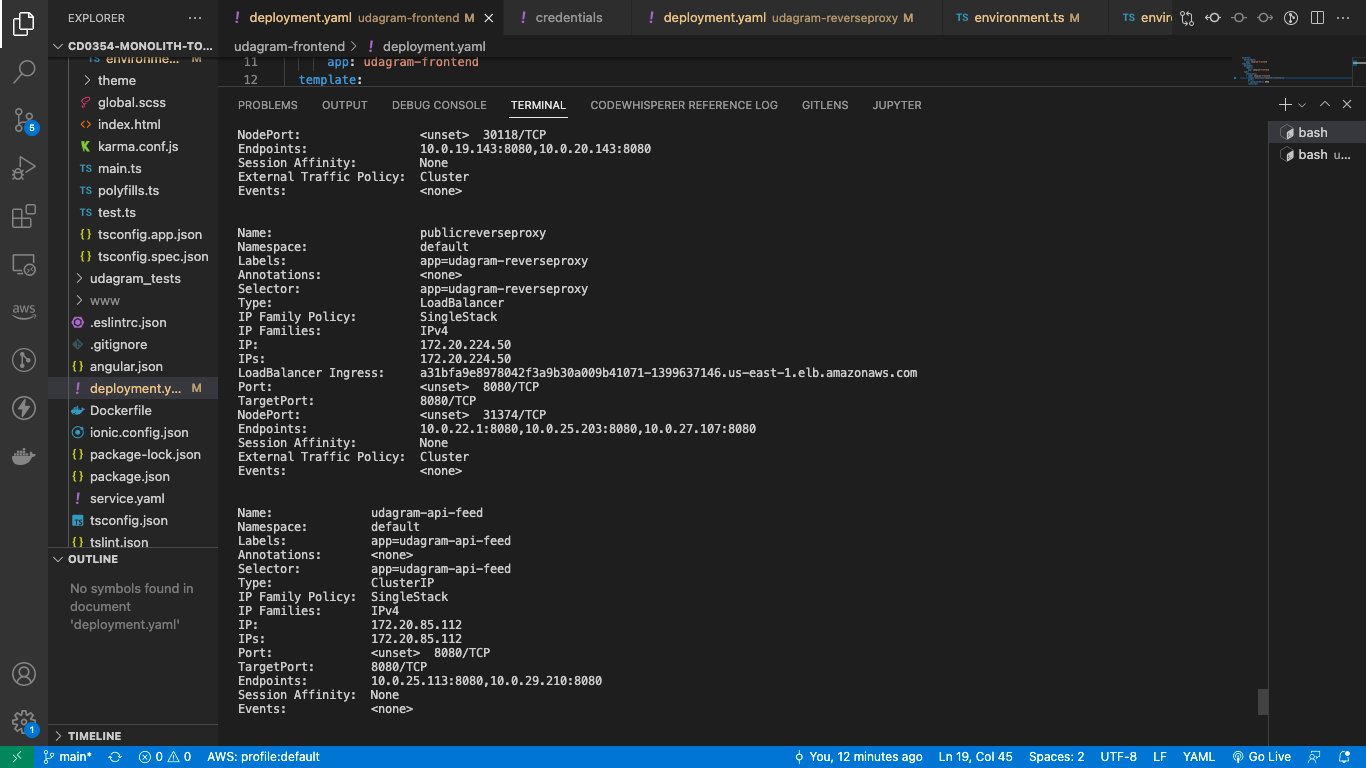 EXPLORER
CD0354-MONOLITH-TO...
environme... M
theme
global.scss
index.html
karma.conf.js
TS main.ts
TS polyfills.ts
TS test.ts
{} tsconfig.app.json
{} tsconfig.spec.json
udagram_tests
www
.eslintrc.json
.gitignore
{} angular.json
! deployment.y... M
Dockerfile
ionic.config.json
{} package-lock.json
{} package.json
! service.yaml
TS tsconfig.json
{} tslint.json
OUTLINE
No symbols found in
document
'deployment.yaml'
TIMELINE
5
aws
1
! deployment.yaml udagram-frontend M
! credentials
! deployment.yaml udagram-reverseproxy M
TS environment.ts M
TS enviro
udagram-frontend > ! deployment.yaml
11 app: udagram-frontend
12 template:
PROBLEMS OUTPUT DEBUG CONSOLE TERMINAL CODEWHISPERER REFERENCE LOG GITLENS JUPYTER
bash
bash u...
NodePort: <unset> 30118/TCP
Endpoints: 10.0.19.143:8080,10.0.20.143:8080
Session Affinity: None
External Traffic Policy: Cluster
Events: <none>
Name: publicreverseproxy
Namespace: default
Labels: app=udagram-reverseproxy
Annotations: <none>
Selector: app=udagram-reverseproxy
Type: LoadBalancer
IP Family Policy: SingleStack
IP Families: IPv4
IP: 172.20.224.50
IPs: 172.20.224.50
LoadBalancer Ingress: a31bfa9e8978042f3a9b30a009b41071-1399637146.us-east-1.elb.amazonaws.com
Port: <unset> 8080/TCP
TargetPort: 8080/TCP
NodePort: <unset> 31374/TCP
Endpoints: 10.0.22.1:8080,10.0.25.203:8080,10.0.27.107:8080
Session Affinity: None
External Traffic Policy: Cluster
Events: <none>
Name: udagram-api-feed
Namespace: default
Labels: app=udagram-api-feed
Annotations: <none>
Selector: app=udagram-api-feed
Type: ClusterIP
IP Family Policy: SingleStack
IP Families: IPv4
IP: 172.20.85.112
IPs: 172.20.85.112
Port: <unset> 8080/TCP
TargetPort: 8080/TCP
Endpoints: 10.0.25.113:8080,10.0.29.210:8080
Session Affinity: None
Events: <none>
main* 0 0 AWS: profile:default You, 12 minutes ago Ln 19, Col 45 Spaces: 2 UTF-8 LF YAML Go Live